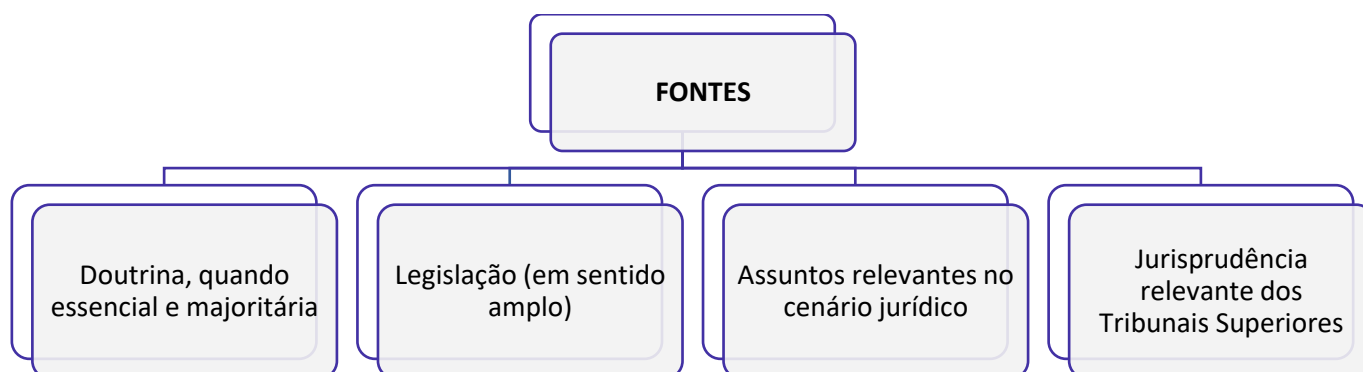 FONTES
Doutrina, quando
essencial e majoritária
Legislação (em sentido
amplo)
Assuntos relevantes no
cenário jurídico
Jurisprudência
relevante dos
Tribunais Superiores